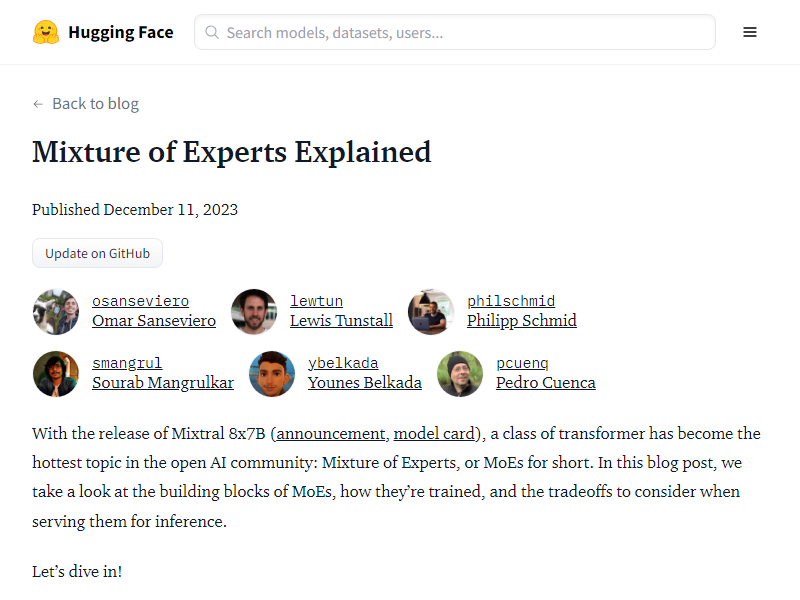 Hugging Face
Search models, datasets, users...
← Back to blog
Mixture of Experts Explained
Published December 11, 2023
Update on GitHub
osanseviero
Omar Sanseviero
lewtun
Lewis Tunstall
philschmid
Philipp Schmid
smangrul
Sourab Mangrulkar
ybelkada
Younes Belkada
pcuenq
Pedro Cuenca
With the release of Mixtral 8x7B (announcement, model card), a class of transformer has become the
hottest topic in the open AI community: Mixture of Experts, or MoEs for short. In this blog post, we
take a look at the building blocks of MoEs, how they’re trained, and the tradeoffs to consider when
serving them for inference.
Let’s dive in!